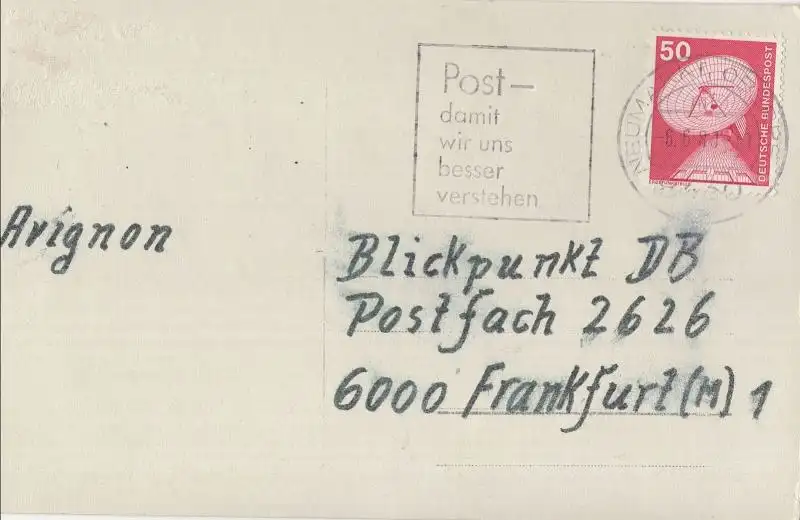 Post—
damit
wir uns
besser
verstehen
50
DEUTSCHE BUNDESPOST
Avignon
Blickpunkt DB
Postfach 2626
6000 Frankfurt (M) 1